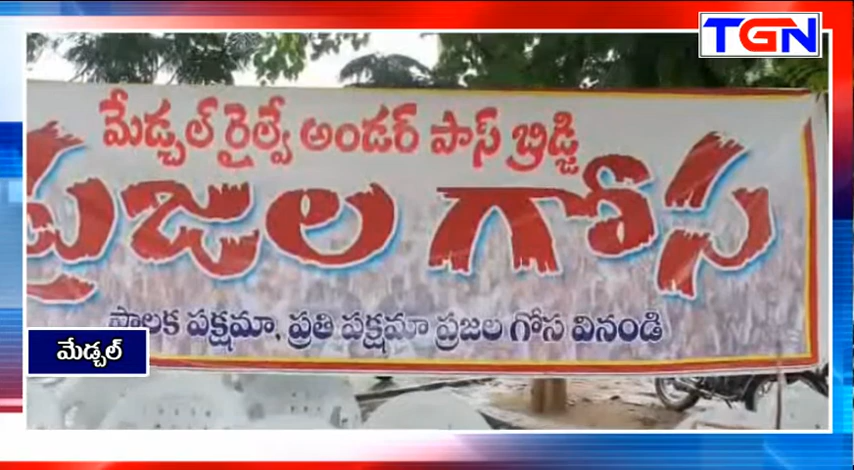 TGN
మేడ్చల్ రైల్వే అండర్ పాస్ బ్రిడ్జి
ప్రజల గోస
పాలక పక్షమా, ప్రతి పక్షమా ప్రజల గోస వినండి
మేడ్చల్